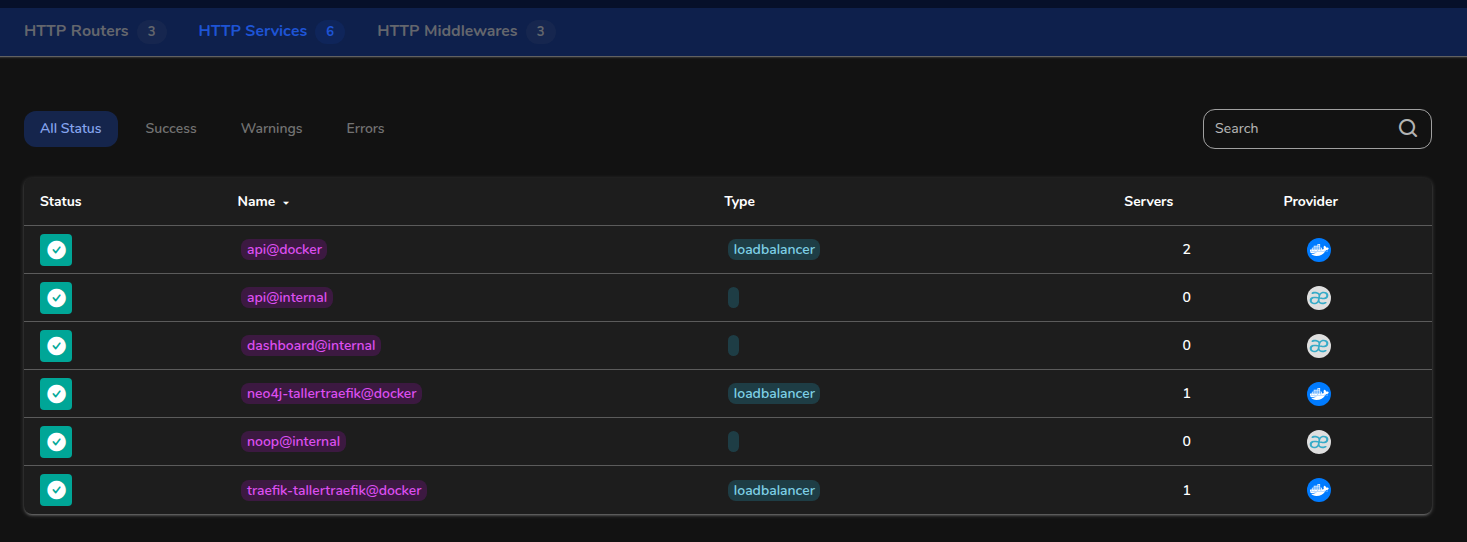 HTTP Routers 3 HTTP Services 6 HTTP Middlewares 3
All Status Success Warnings Errors Search
Status Name Type Servers Provider
api@docker loadbalancer 2
api@internal 0
dashboard@internal 0
neo4j-tallertraefik@docker loadbalancer 1
noop@internal 0
traefik-tallertraefik@docker loadbalancer 1